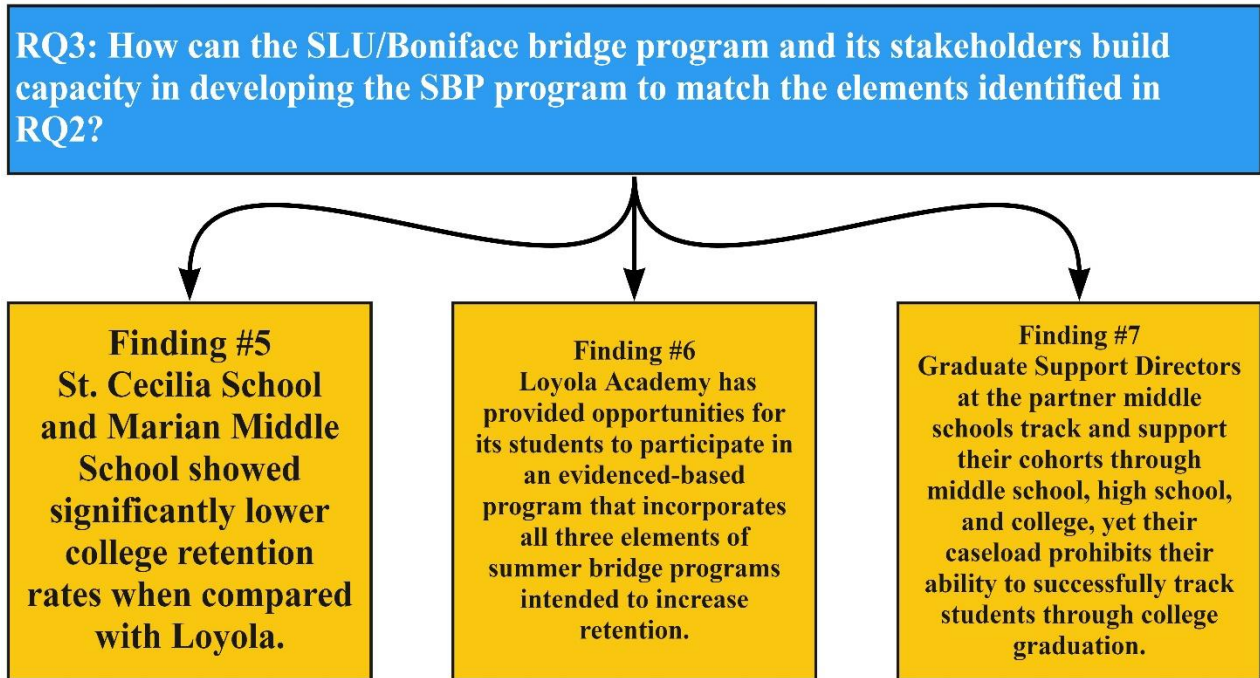 RQ3: How can the SLU/Boniface bridge program and its stakeholders build
capacity in developing the SBP program to match the elements identified in
RQ2?
Finding #5
St. Cecilia School
and Marian Middle
School showed
significantly lower
college retention
rates when compared
with Loyola.
Finding #6
Loyola Academy has
provided opportunities for
its students to participate in
an evidenced-based
program that incorporates
all three elements of
summer bridge programs
intended to increase
retention.
Finding #7
Graduate Support Directors
at the partner middle
schools track and support
their cohorts through
middle school, high school,
and college, yet their
caseload prohibits their
ability to successfully track
students through college
graduation.